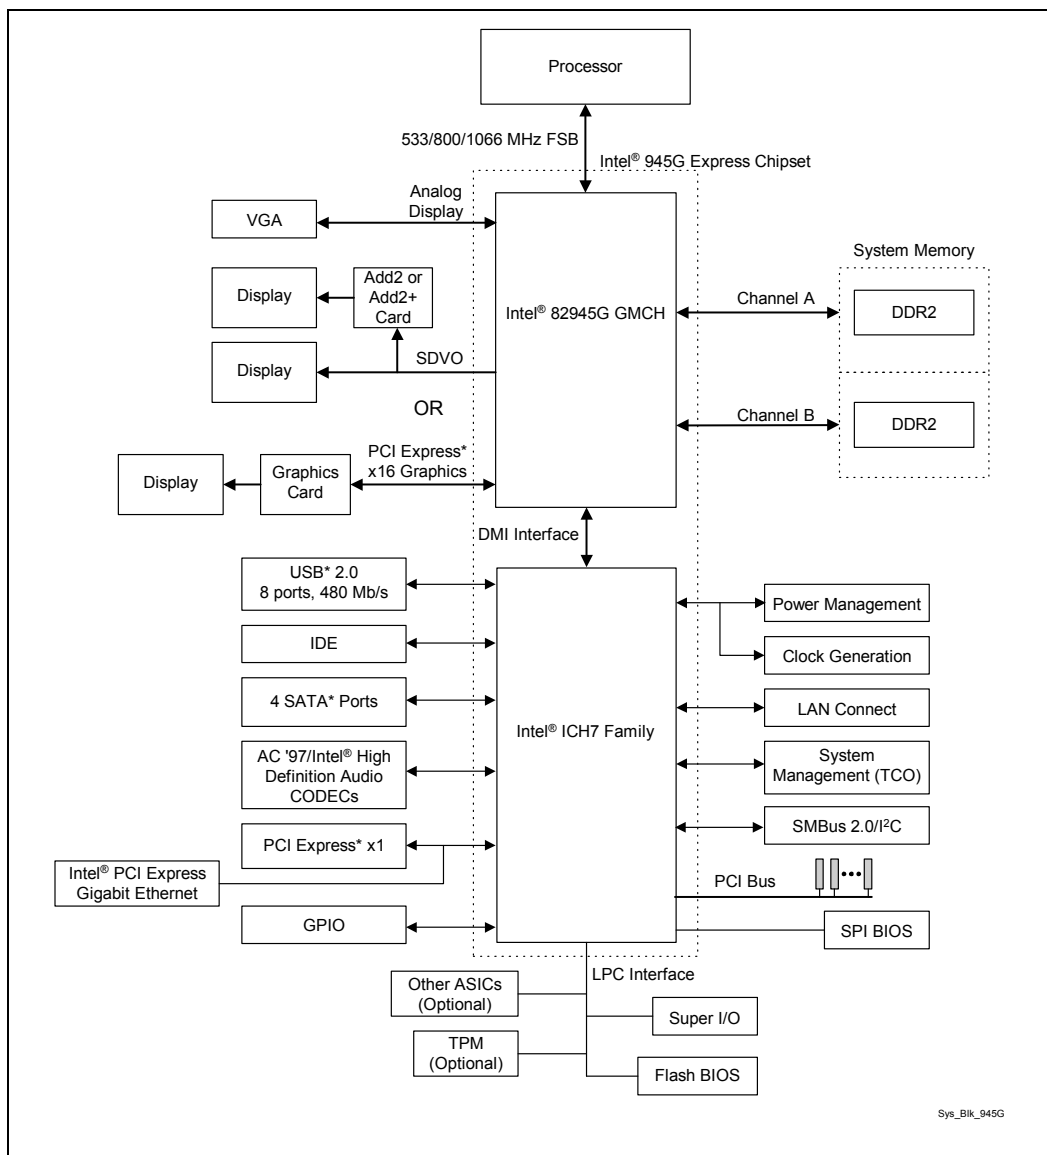 Processor
533/800/1066 MHz FSB
Intel® 945G Express Chipset
Analog
Display
VGA
System Memory
Display
Add2 or
Add2+
Card
Intel® 82945G GMCH
Channel A
DDR2
Display
SDVO
OR
Channel B
DDR2
PCI Express*
x16 Graphics
Display
Graphics
Card
DMI Interface
USB* 2.0
8 ports, 480 Mb/s
Power Management
IDE
Clock Generation
4 SATA* Ports
LAN Connect
Intel® ICH7 Family
AC '97/Intel® High
Definition Audio
CODECs
System
Management (TCO)
PCI Express* x1
SMBus 2.0/I²C
Intel® PCI Express
Gigabit Ethernet
PCI Bus
GPIO
SPI BIOS
LPC Interface
Other ASICs
(Optional)
Super I/O
TPM
(Optional)
Flash BIOS
Sys_Blk_945G